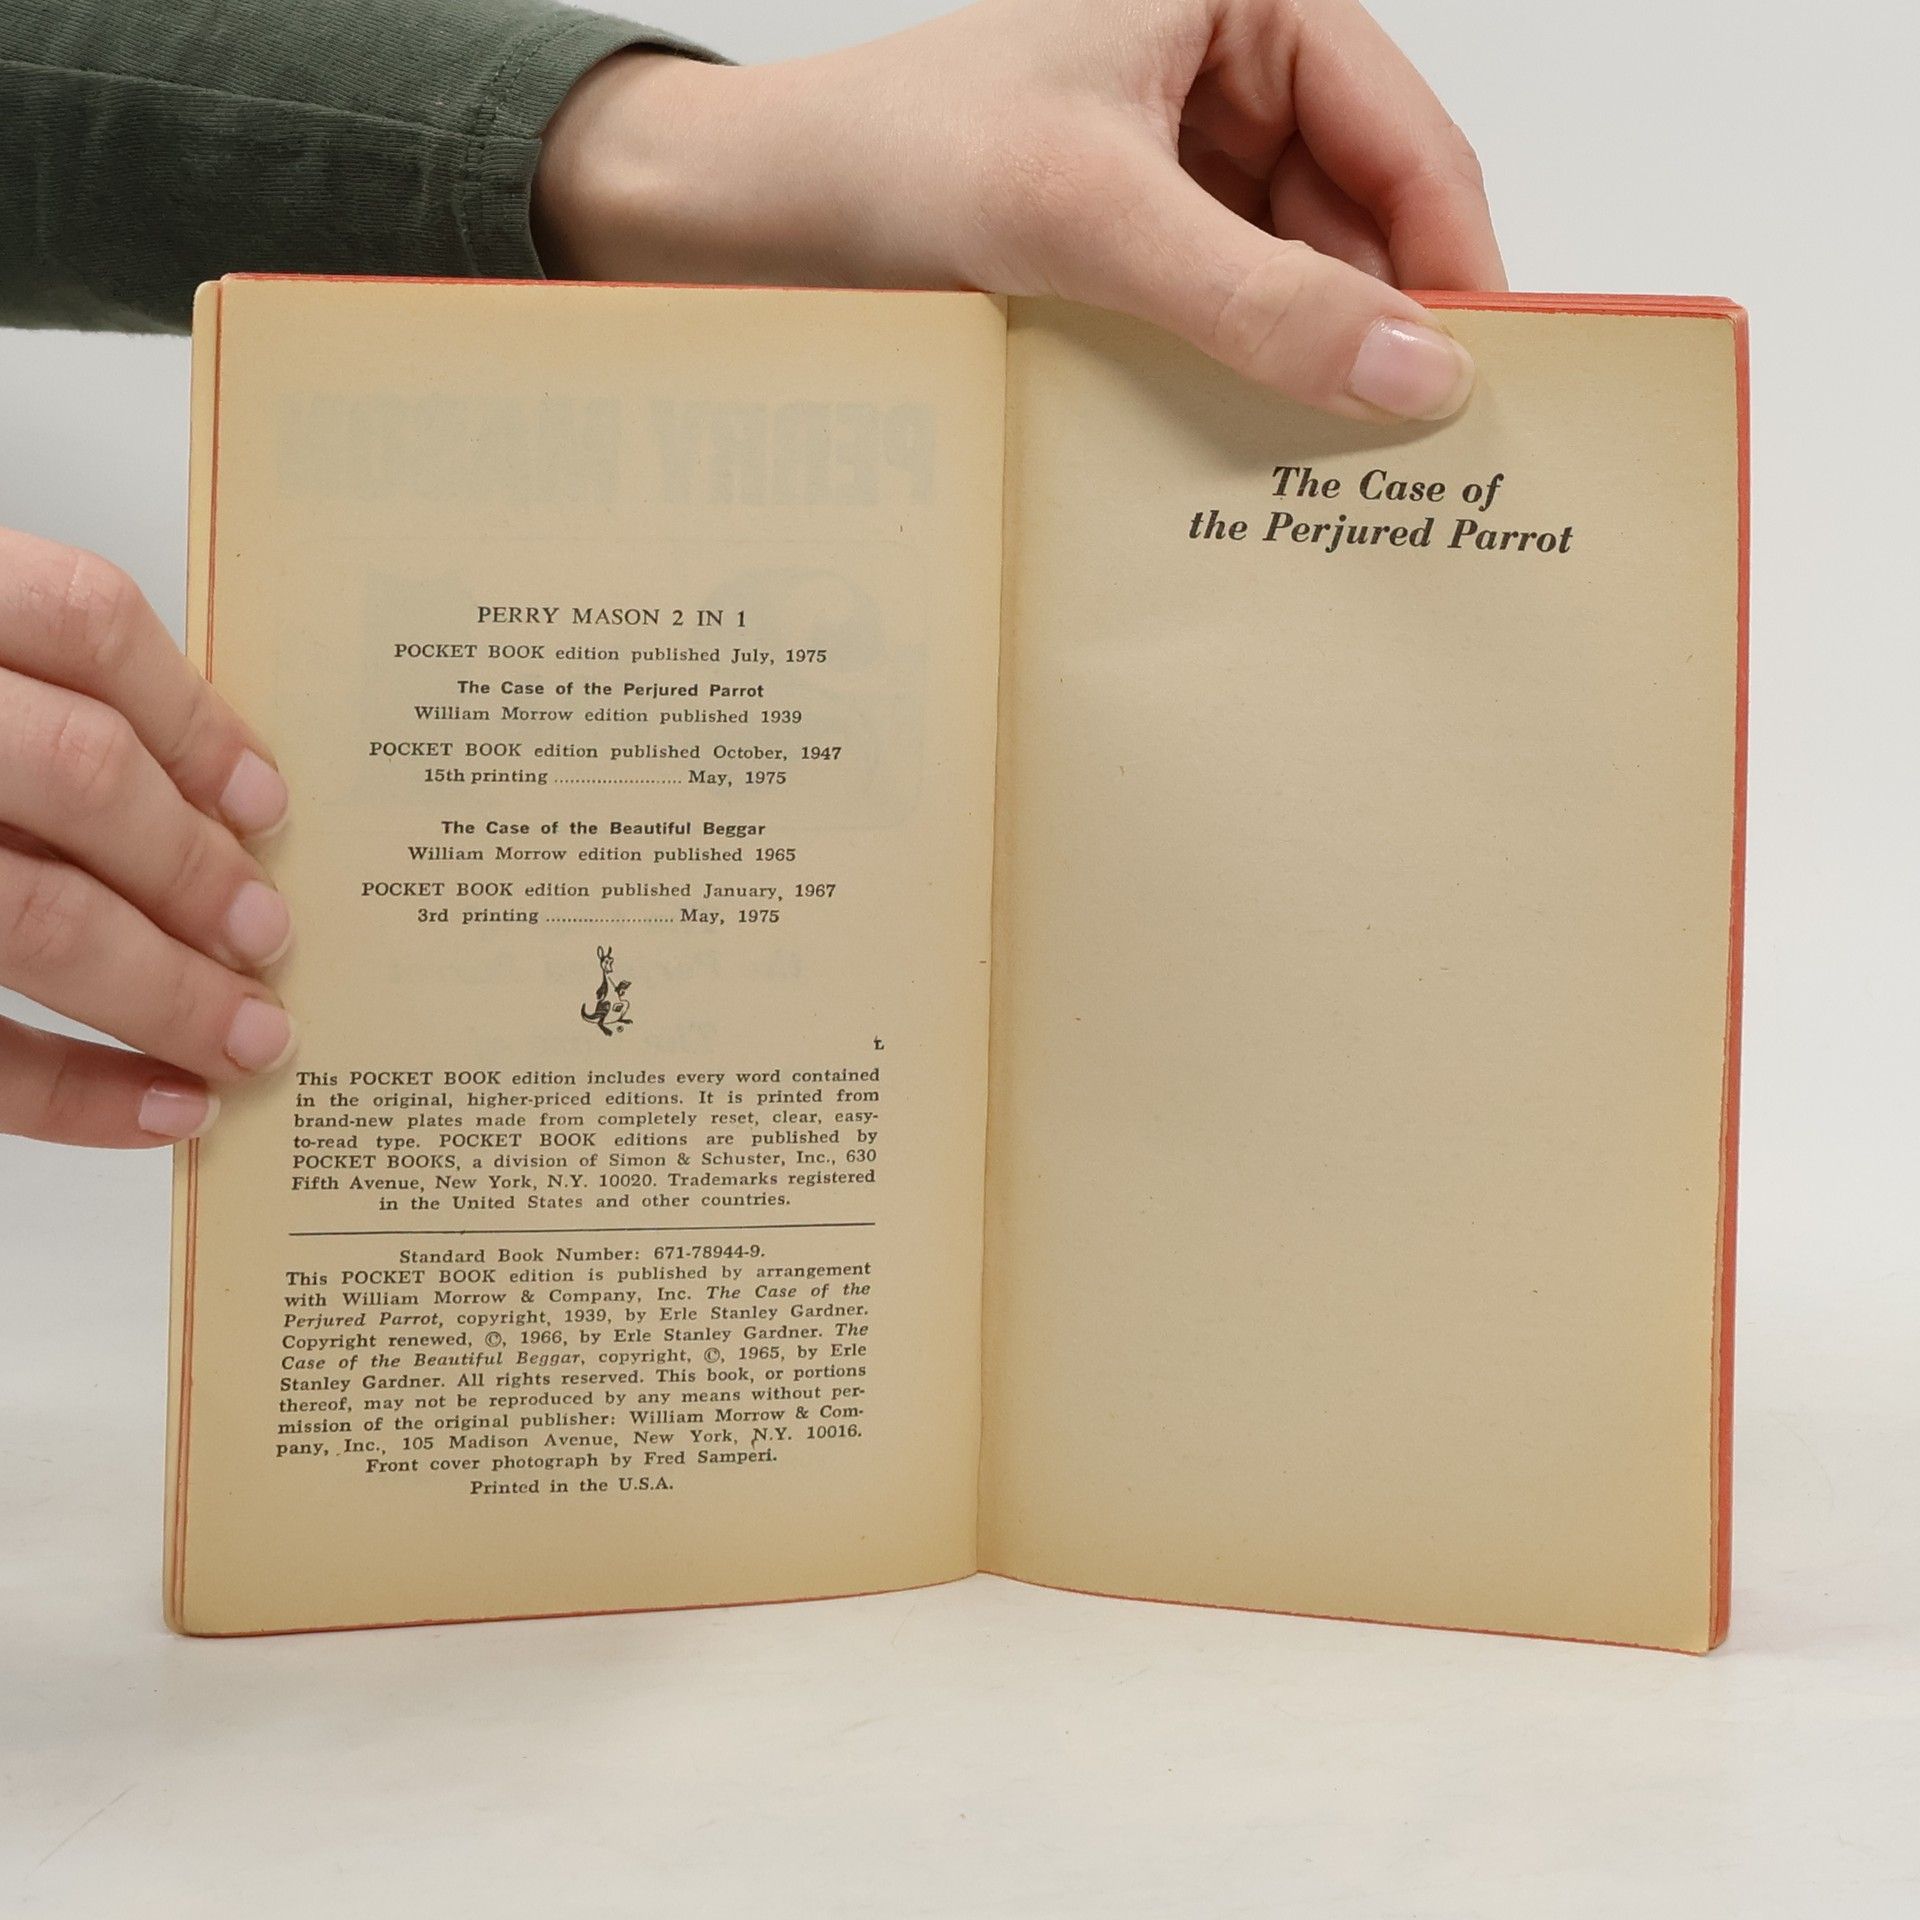 PERRY MASON 2 IN 1
POCKET BOOK edition published July, 1975
The Case of the Perjured Parrot
William Morrow edition published 1939
POCKET BOOK edition published October, 1947
15th printing ........................ May, 1975
The Case of the Beautiful Beggar
William Morrow edition published 1965
POCKET BOOK edition published January, 1967
3rd printing ........................ May, 1975
L
This POCKET BOOK edition includes every word contained
in the original, higher-priced editions. It is printed from
brand-new plates made from completely reset, clear, easy-
to-read type. POCKET BOOK editions are published by
POCKET BOOKS, a division of Simon & Schuster, Inc., 630
Fifth Avenue, New York, N.Y. 10020. Trademarks registered
in the United States and other countries.
Standard Book Number: 671-78944-9.
This POCKET BOOK edition is published by arrangement
with William Morrow & Company, Inc. The Case of the
Perjured Parrot, copyright, 1939, by Erle Stanley Gardner.
Copyright renewed, ©, 1966, by Erle Stanley Gardner. The
Case of the Beautiful Beggar, copyright, ©, 1965, by Erle
Stanley Gardner. All rights reserved. This book, or portions
thereof, may not be reproduced by any means without per-
mission of the original publisher: William Morrow & Com-
pany, Inc., 105 Madison Avenue, New York, N.Y. 10016.
Front cover photograph by Fred Samperi.
Printed in the U.S.A.
The Case of
the Perjured Parrot